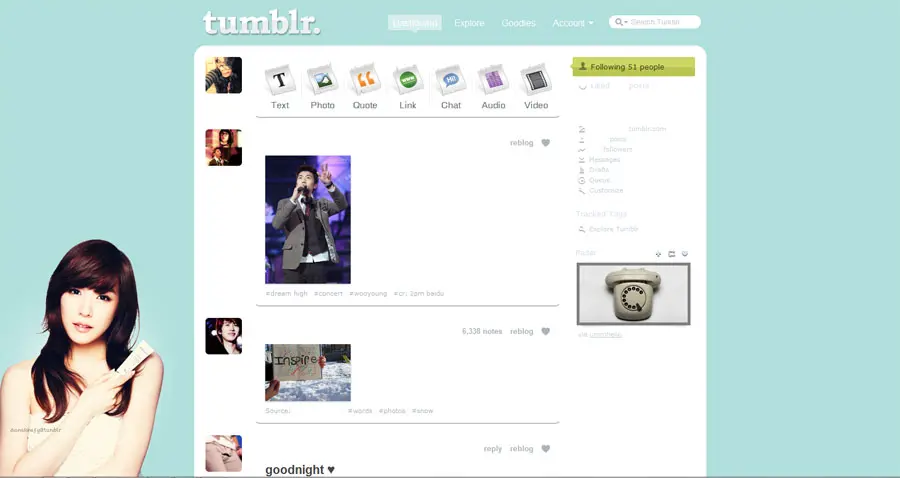 tumblr.
Dashboard Explore Goodies Account
Search Tumblr
Text Photo Quote Link Chat Audio Video
Following 51 people
Liked posts
tumblr.com
posts
followers
Messages
Drafts
Queue
Customize
Tracked Tags
Explore Tumblr
Radar
via
reblog
#dream high #concert #wooyoung #cr: 2pm baidu
6,338 notes reblog
Inspire
Source: #words #photos #snow
reply reblog
goodnight ♥